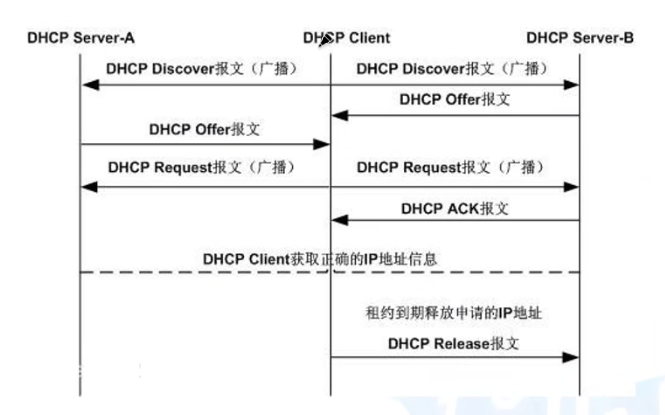 DHCP Server-A DHCP Client DHCP Server-B
DHCP Discover报文（广播） DHCP Discover报文（广播）
DHCP Offer报文
DHCP Offer报文
DHCP Request报文（广播） DHCP Request报文（广播）
DHCP ACK报文
DHCP Client获取正确的IP地址信息
租约到期释放申请的IP地址
DHCP Release报文